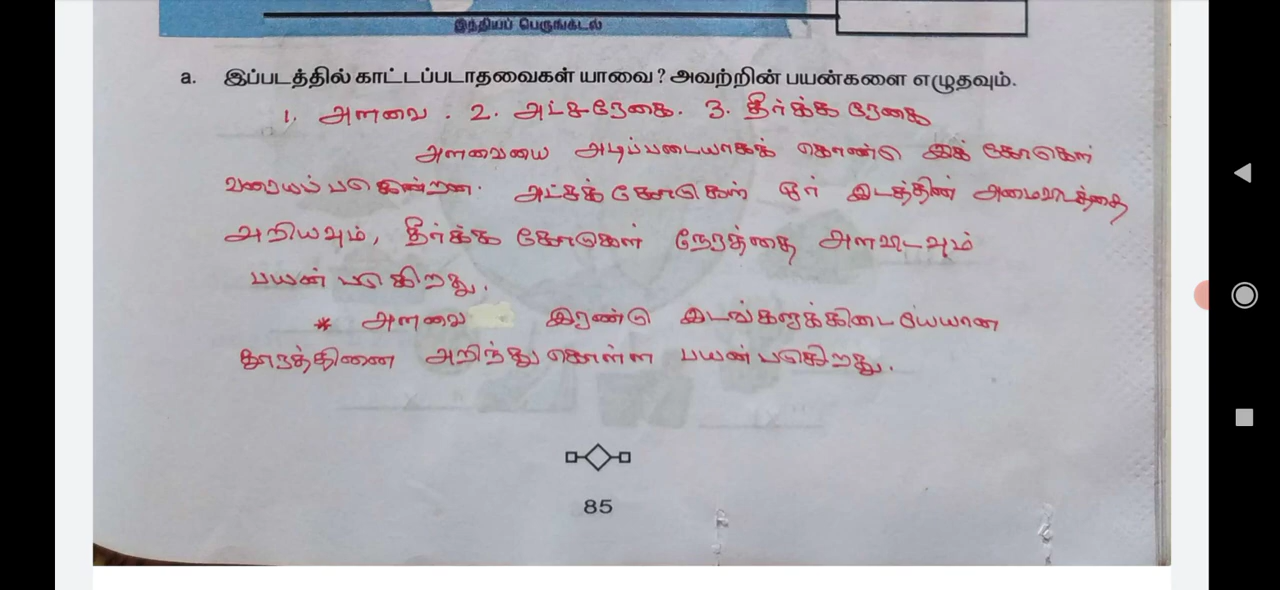 இந்தியப் பெருங்கடல்
a. இப்படத்தில் காட்டப்படாதவைகள் யாவை? அவற்றின் பயன்களை எழுதவும்.
1. அளவை. 2. அட்சரேகை. 3. தீர்க்க ரேகை
அளவையை அடிப்படையாகக் கொண்டு இக் கோடுகள்
வரையப் படுகின்றன. அட்சக் கோடுகள் ஓர் இடத்தின் அமைவிடத்தை
அறியவும், தீர்க்க கோடுகள் நேரத்தை அளவிடவும்
பயன் படுகிறது.
* அளவை இரண்டு இடங்களுக்கிடையேயான
தூரத்தினை அறிந்து கொள்ள பயன் படுகிறது.
85